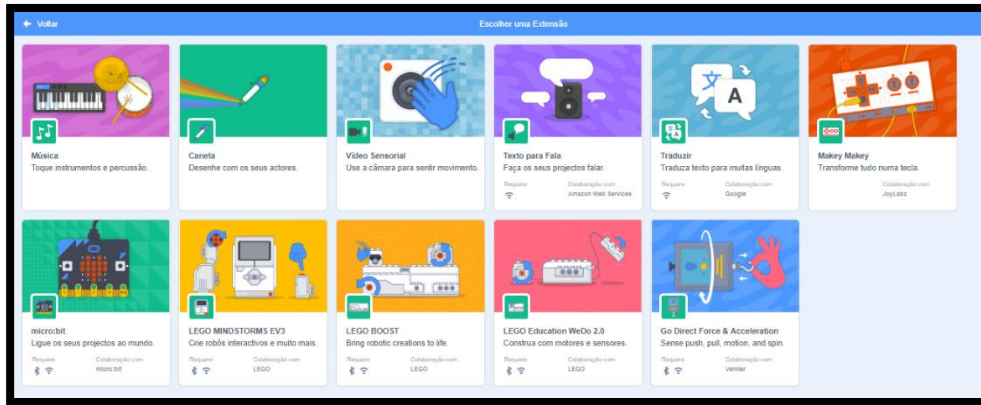 Voltar
Escolher uma Extensão
Música
Toque instrumentos e percussão.
Caneta
Desenhe com os seus actores.
Vídeo Sensorial
Use a câmara para sentir movimento.
Texto para Fala
Faça os seus projectos falar.
Requere
Colaboração com
Amazon Web Services
Traduzir
Traduza texto para muitas línguas.
Requere
Colaboração com
Google
Makey Makey
Transforme tudo numa tecla.
Colaboração com
JoyLabz
micro:bit
Ligue os seus projectos ao mundo.
Requere
Colaboração com
micro:bit
LEGO MINDSTORMS EV3
Crie robôs interactivos e muito mais.
Requere
Colaboração com
LEGO
LEGO BOOST
Bring robotic creations to life.
Requere
Colaboração com
LEGO
LEGO Education WeDo 2.0
Construa com motores e sensores.
Requere
Colaboração com
LEGO
Go Direct Force & Acceleration
Sense push, pull, motion, and spin.
Requere
Colaboração com
Vernier